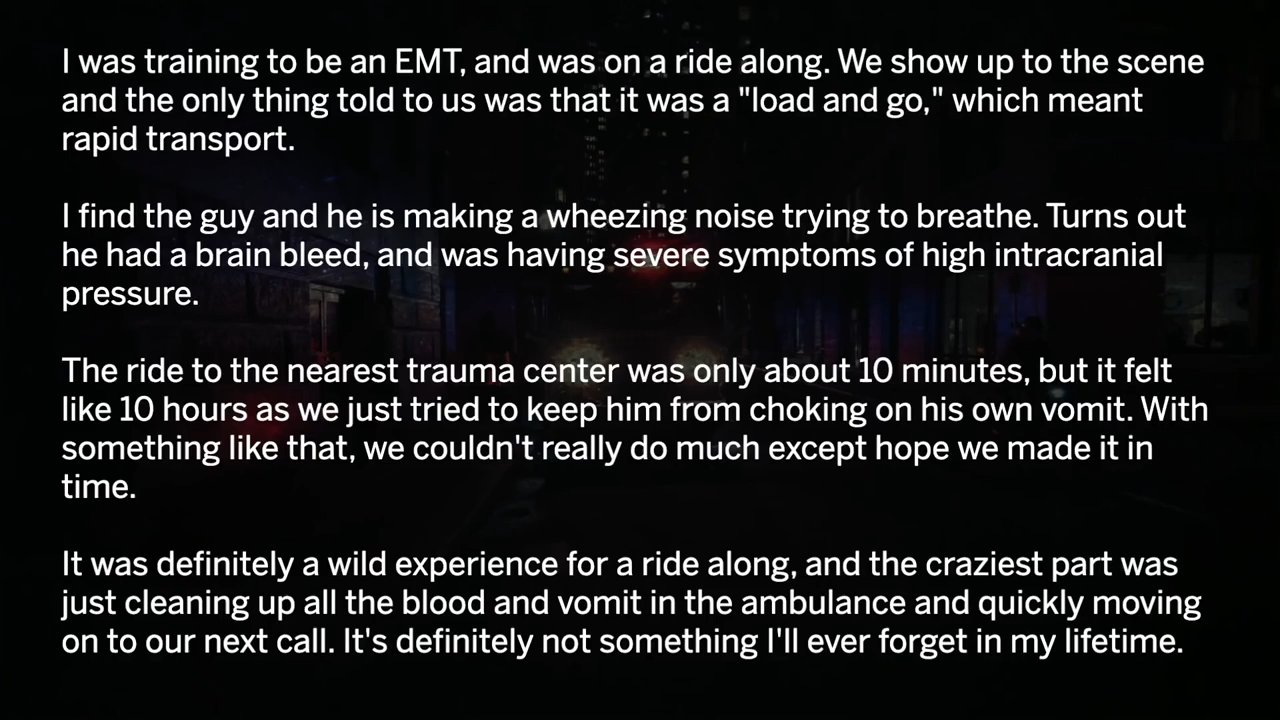 I was training to be an EMT, and was on a ride along. We show up to the scene
and the only thing told to us was that it was a "load and go," which meant
rapid transport.
I find the guy and he is making a wheezing noise trying to breathe. Turns out
he had a brain bleed, and was having severe symptoms of high intracranial
pressure.
The ride to the nearest trauma center was only about 10 minutes, but it felt
like 10 hours as we just tried to keep him from choking on his own vomit. With
something like that, we couldn't really do much except hope we made it in
time.
It was definitely a wild experience for a ride along, and the craziest part was
just cleaning up all the blood and vomit in the ambulance and quickly moving
on to our next call. It's definitely not something I'll ever forget in my lifetime.